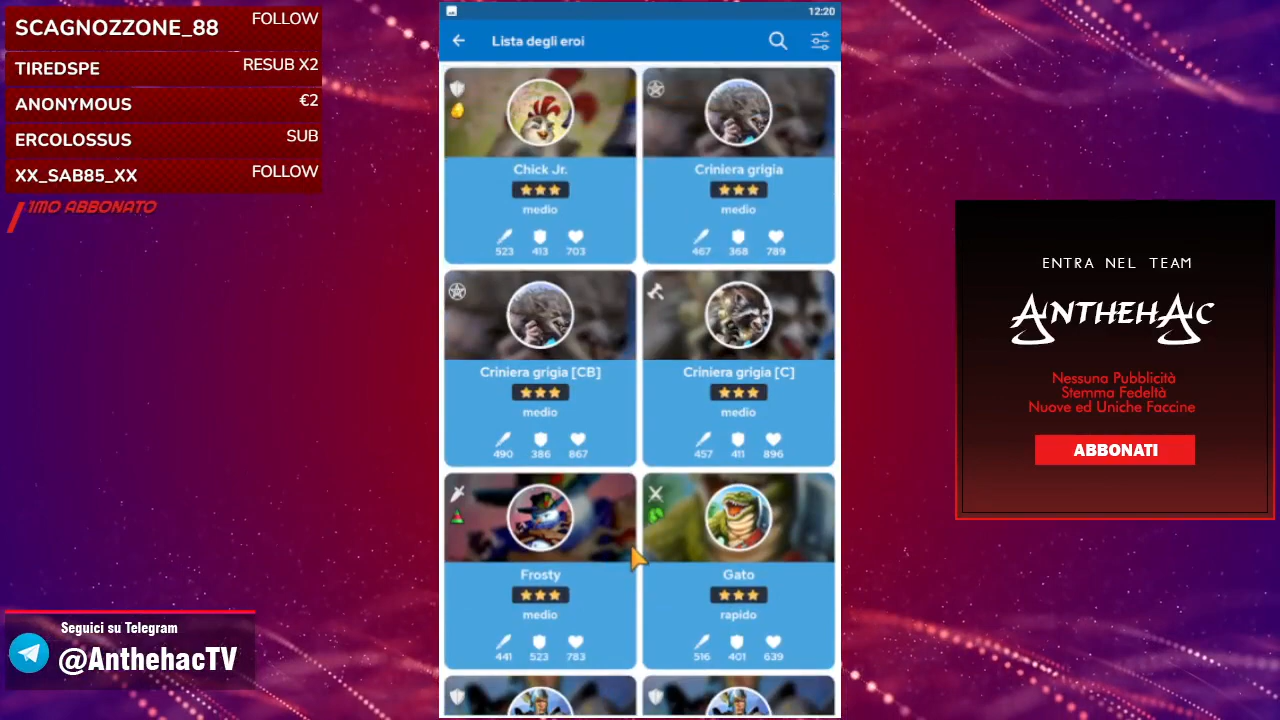 SCAGNOZZONE_88 FOLLOW
TIREDSPE RESUB X2
ANONYMOUS €2
ERCOLOSSUS SUB
XX_SAB85_XX FOLLOW
1MO ABBONATO
12:20
Lista degli eroi
Chick Jr.
medio
523 413 703
Criniera grigia
medio
467 368 789
Criniera grigia [CB]
medio
490 386 867
Criniera grigia [C]
medio
457 411 896
Frosty
medio
441 523 783
Gato
rapido
516 401 639
ENTRA NEL TEAM
ANTHEHAC
Nessuna Pubblicità
Stemma Fedeltà
Nuove ed Uniche Faccine
ABBONATI
Seguici su Telegram
@AnthehacTV